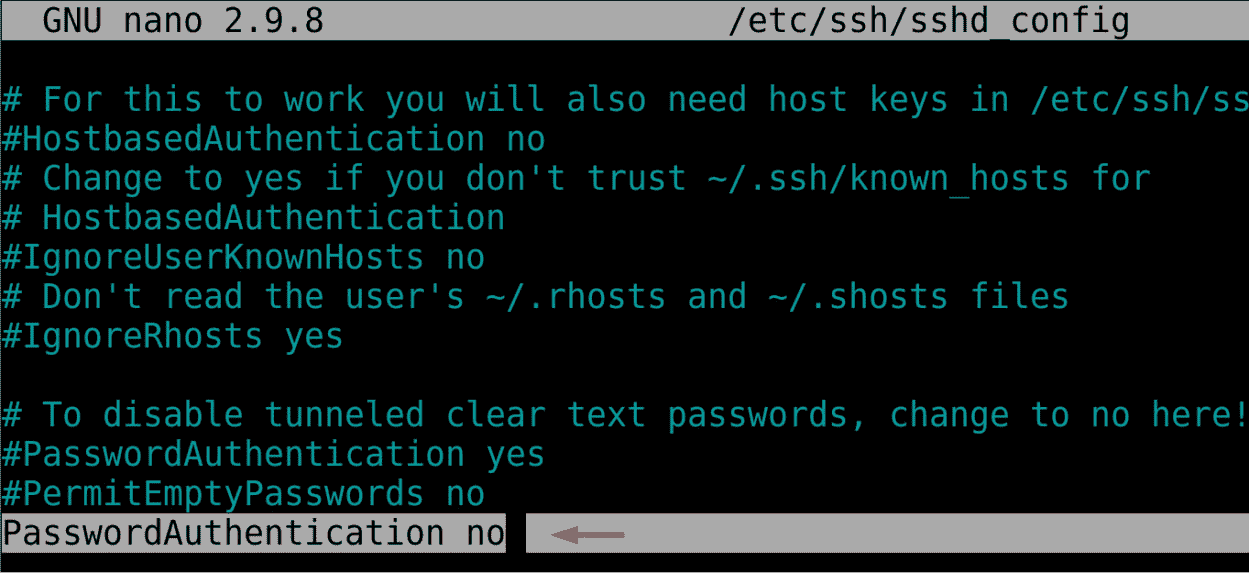 GNU nano 2.9.8 /etc/ssh/sshd_config
# For this to work you will also need host keys in /etc/ssh/ss
#HostbasedAuthentication no
# Change to yes if you don't trust ~/.ssh/known_hosts for
# HostbasedAuthentication
#IgnoreUserKnownHosts no
# Don't read the user's ~/.rhosts and ~/.shosts files
#IgnoreRhosts yes
# To disable tunneled clear text passwords, change to no here!
#PasswordAuthentication yes
#PermitEmptyPasswords no
PasswordAuthentication no